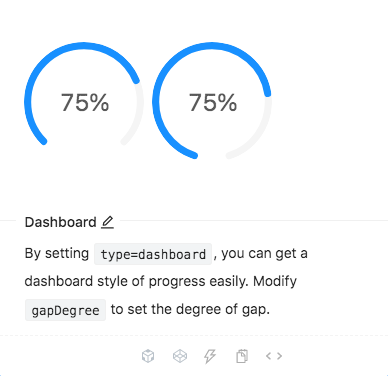 75% 75%
Dashboard
By setting type=dashboard, you can get a
dashboard style of progress easily. Modify
gapDegree to set the degree of gap.